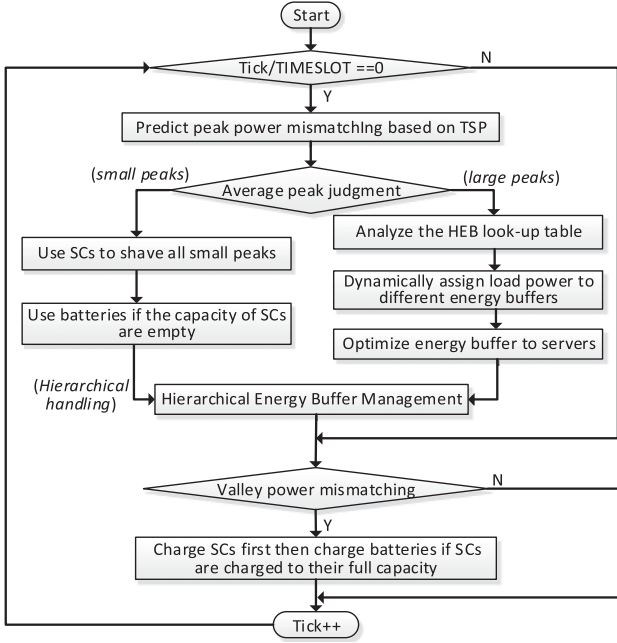 Start
Tick/TIMESLOT ==0
N
Y
Predict peak power mismatchIng based on TSP
(small peaks)
(large peaks)
Average peak judgment
Use SCs to shave all small peaks
Use batteries if the capacity of SCs
are empty
Analyze the HEB look-up table
Dynamically assign load power to
different energy buffers
Optimize energy buffer to servers
(Hierarchical
handling)
Hierarchical Energy Buffer Management
Valley power mismatching
N
Y
Charge SCs first then charge batteries if SCs
are charged to their full capacity
Tick++